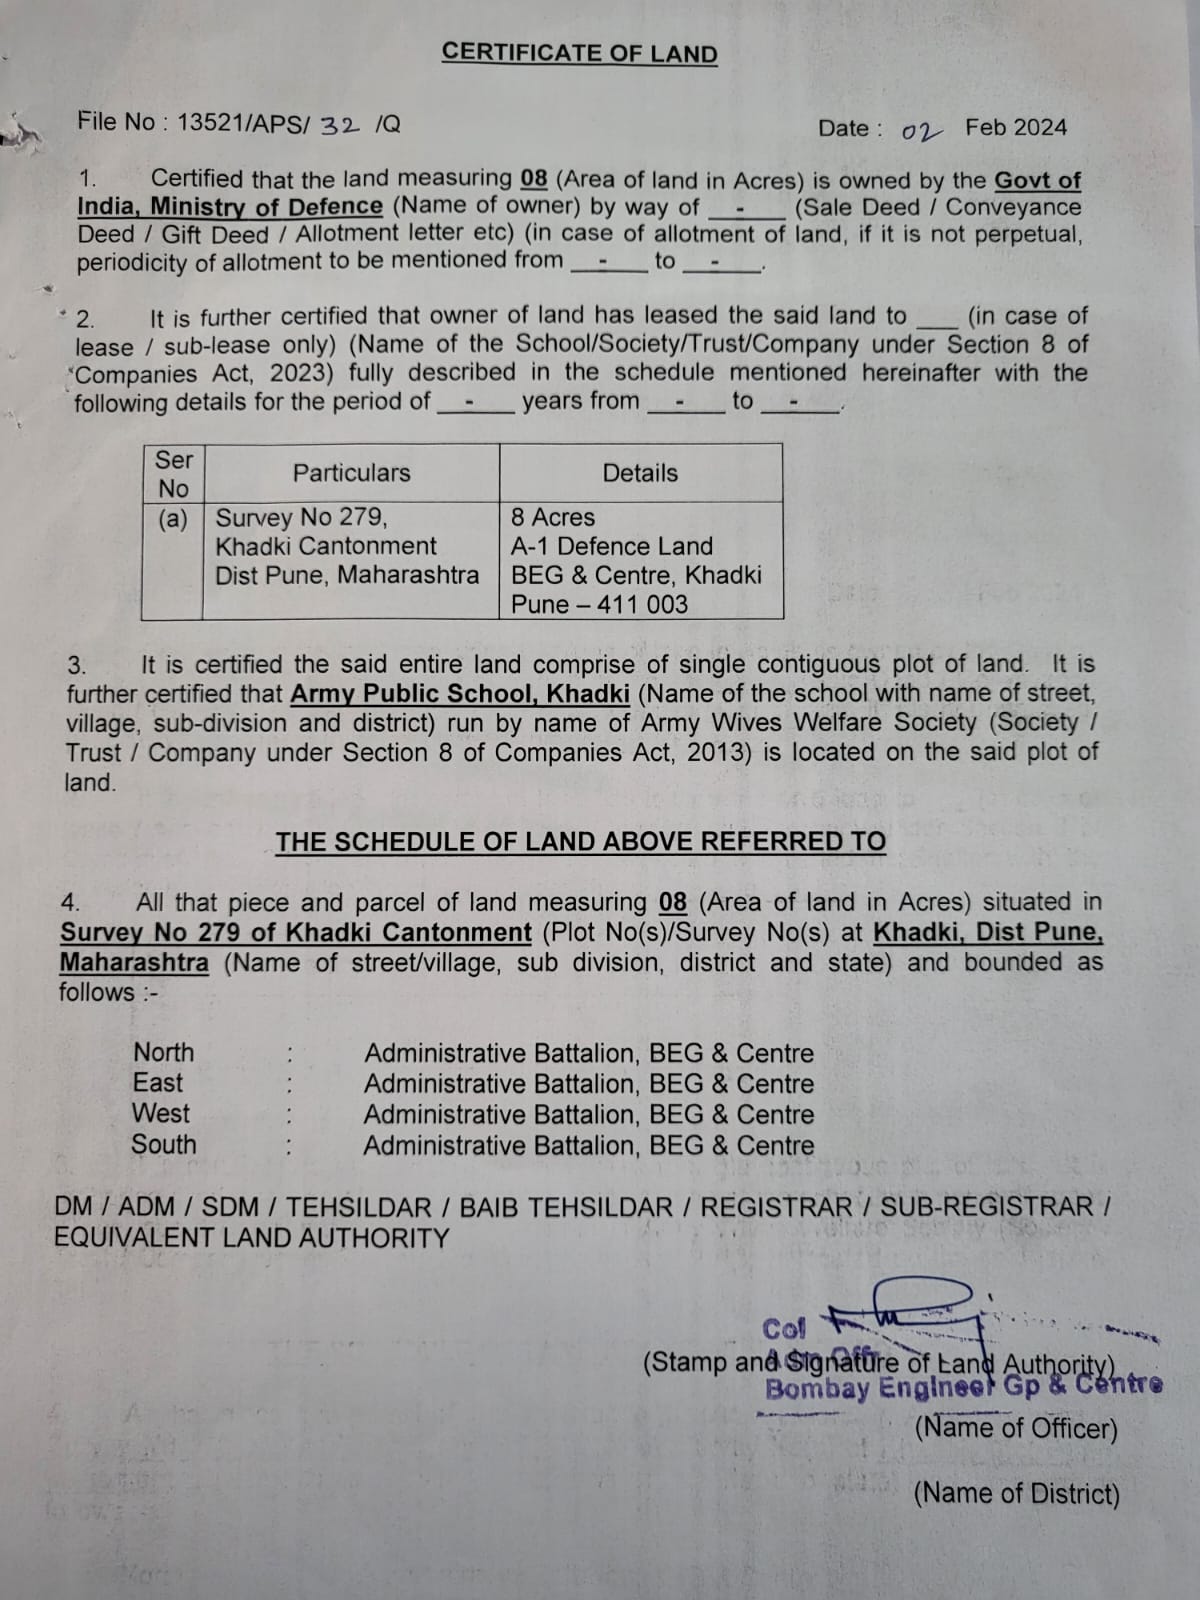 CERTIFICATE OF LAND
File No : 13521/APS/ 32 /Q
Date : 02 Feb 2024
1. Certified that the land measuring 08 (Area of land in Acres) is owned by the Govt of
India, Ministry of Defence (Name of owner) by way of ___-___ (Sale Deed / Conveyance
Deed / Gift Deed / Allotment letter etc) (in case of allotment of land, if it is not perpetual,
periodicity of allotment to be mentioned from ___-___ to ___-___.
2. It is further certified that owner of land has leased the said land to ___ (in case of
lease / sub-lease only) (Name of the School/Society/Trust/Company under Section 8 of
Companies Act, 2023) fully described in the schedule mentioned hereinafter with the
following details for the period of ___-___ years from ___-___ to ___-___.
Ser
No
Particulars
Details
(a)
Survey No 279,
Khadki Cantonment
Dist Pune, Maharashtra
8 Acres
A-1 Defence Land
BEG & Centre, Khadki
Pune – 411 003
3. It is certified the said entire land comprise of single contiguous plot of land. It is
further certified that Army Public School, Khadki (Name of the school with name of street,
village, sub-division and district) run by name of Army Wives Welfare Society (Society /
Trust / Company under Section 8 of Companies Act, 2013) is located on the said plot of
land.
THE SCHEDULE OF LAND ABOVE REFERRED TO
4. All that piece and parcel of land measuring 08 (Area of land in Acres) situated in
Survey No 279 of Khadki Cantonment (Plot No(s)/Survey No(s) at Khadki, Dist Pune,
Maharashtra (Name of street/village, sub division, district and state) and bounded as
follows :-
North : Administrative Battalion, BEG & Centre
East : Administrative Battalion, BEG & Centre
West : Administrative Battalion, BEG & Centre
South : Administrative Battalion, BEG & Centre
DM / ADM / SDM / TEHSILDAR / BAIB TEHSILDAR / REGISTRAR / SUB-REGISTRAR /
EQUIVALENT LAND AUTHORITY
Col
(Stamp and Signature of Land Authority)
Bombay Engineer Gp & Centre
(Name of Officer)
(Name of District)